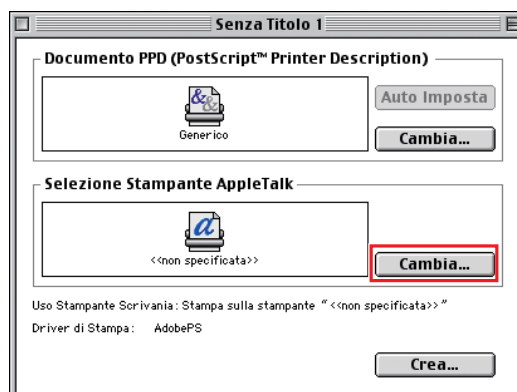 Senza Titolo 1
Documento PPD (PostScript™ Printer Description)
Auto Imposta
Generico
Cambia...
Selezione Stampante AppleTalk
<<non specificata>>
Cambia...
Uso Stampante Scrivania: Stampa sulla stampante “<<non specificata>>”
Driver di Stampa: AdobePS
Crea...